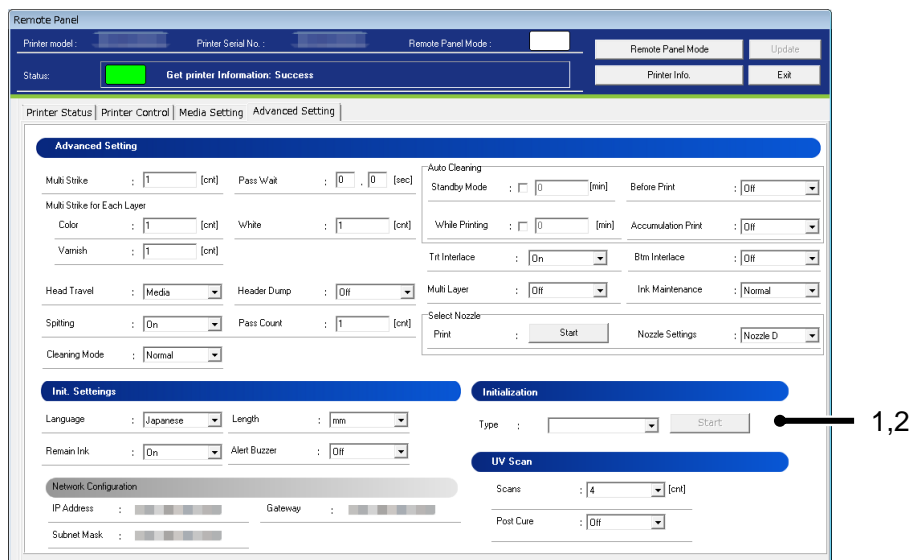 Remote Panel
Printer model : Printer Serial No. : Remote Panel Mode : Remote Panel Mode Update
Status: Get printer Information: Success Printer Info. Exit
Printer Status Printer Control Media Setting Advanced Setting
Advanced Setting
Multi Strike : 1 [cnt] Pass Wait : 0 . 0 [sec]
Multi Strike for Each Layer
Color : 1 [cnt] White : 1 [cnt]
Varnish : 1 [cnt]
Head Travel : Media Header Dump : Off
Spitting : On Pass Count : 1 [cnt]
Cleaning Mode : Normal
Auto Cleaning
Standby Mode : 0 [min] Before Print : Off
While Printing : 0 [min] Accumulation Print : Off
Trt Interlace : On Btm Interlace : Off
Multi Layer : Off Ink Maintenance : Normal
Select Nozzle
Print : Start Nozzle Settings : Nozzle D
Init. Setteings
Language : Japanese Length : mm
Remain Ink : On Alert Buzzer : Off
Network Configuration
IP Address : Gateway :
Subnet Mask :
Initialization
Type : Start
1,2
UV Scan
Scans : 4 [cnt]
Post Cure : Off